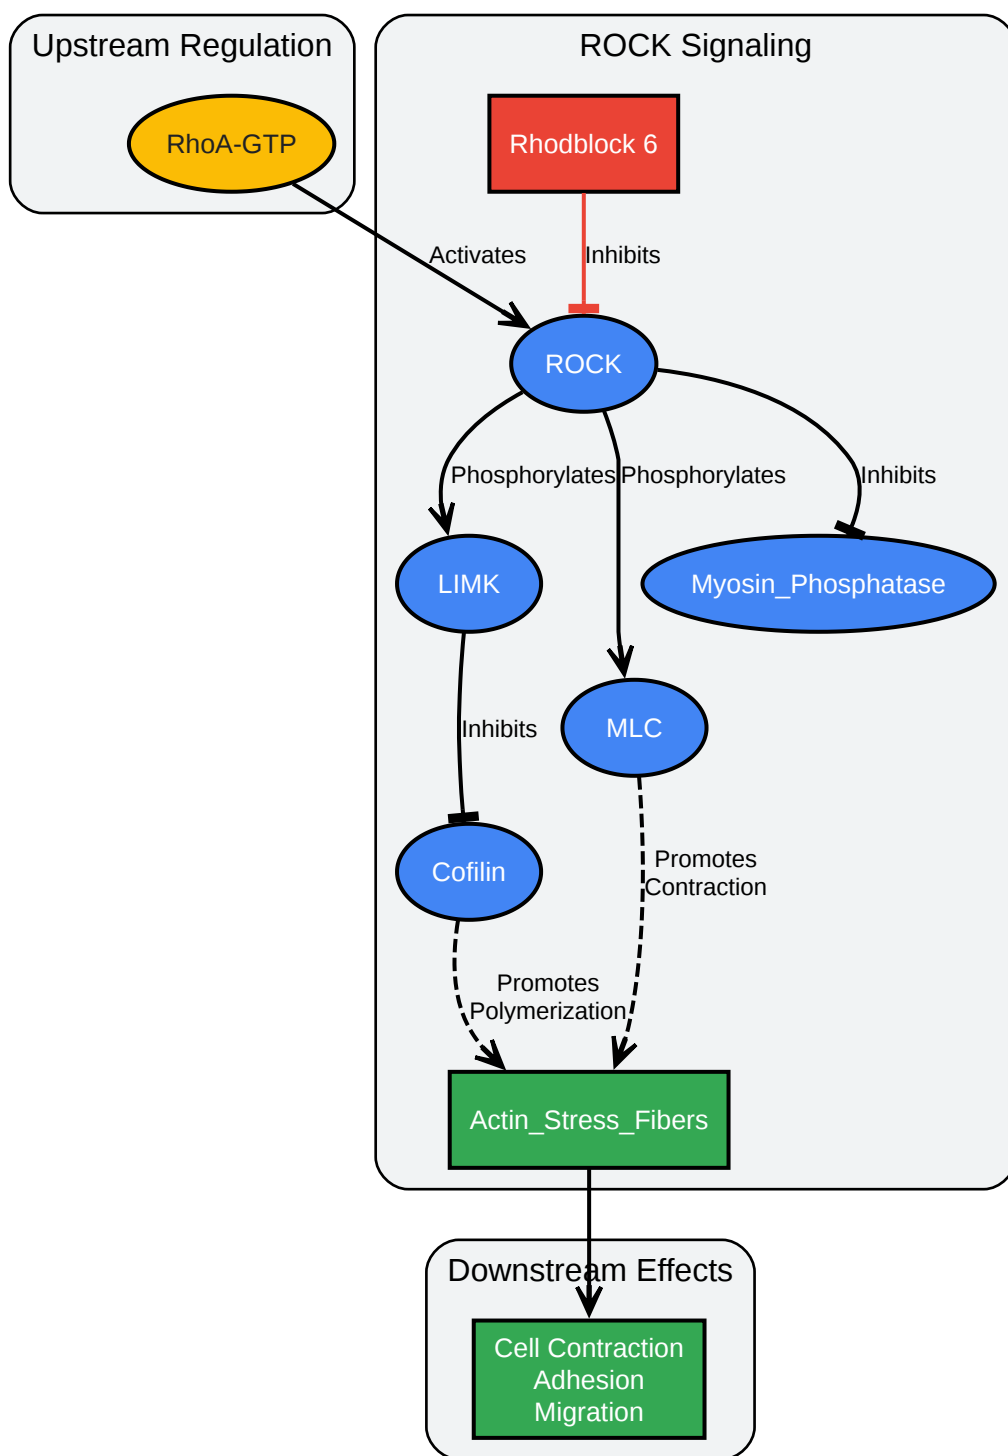 Upstream Regulation
ROCK Signaling
RhoA-GTP
Rhodblock 6
Activates
Inhibits
ROCK
Phosphorylates
Phosphorylates
Inhibits
LIMK
Myosin_Phosphatase
Inhibits
MLC
Cofilin
Promotes
Contraction
Promotes
Polymerization
Actin_Stress_Fibers
Downstream Effects
Cell Contraction
Adhesion
Migration